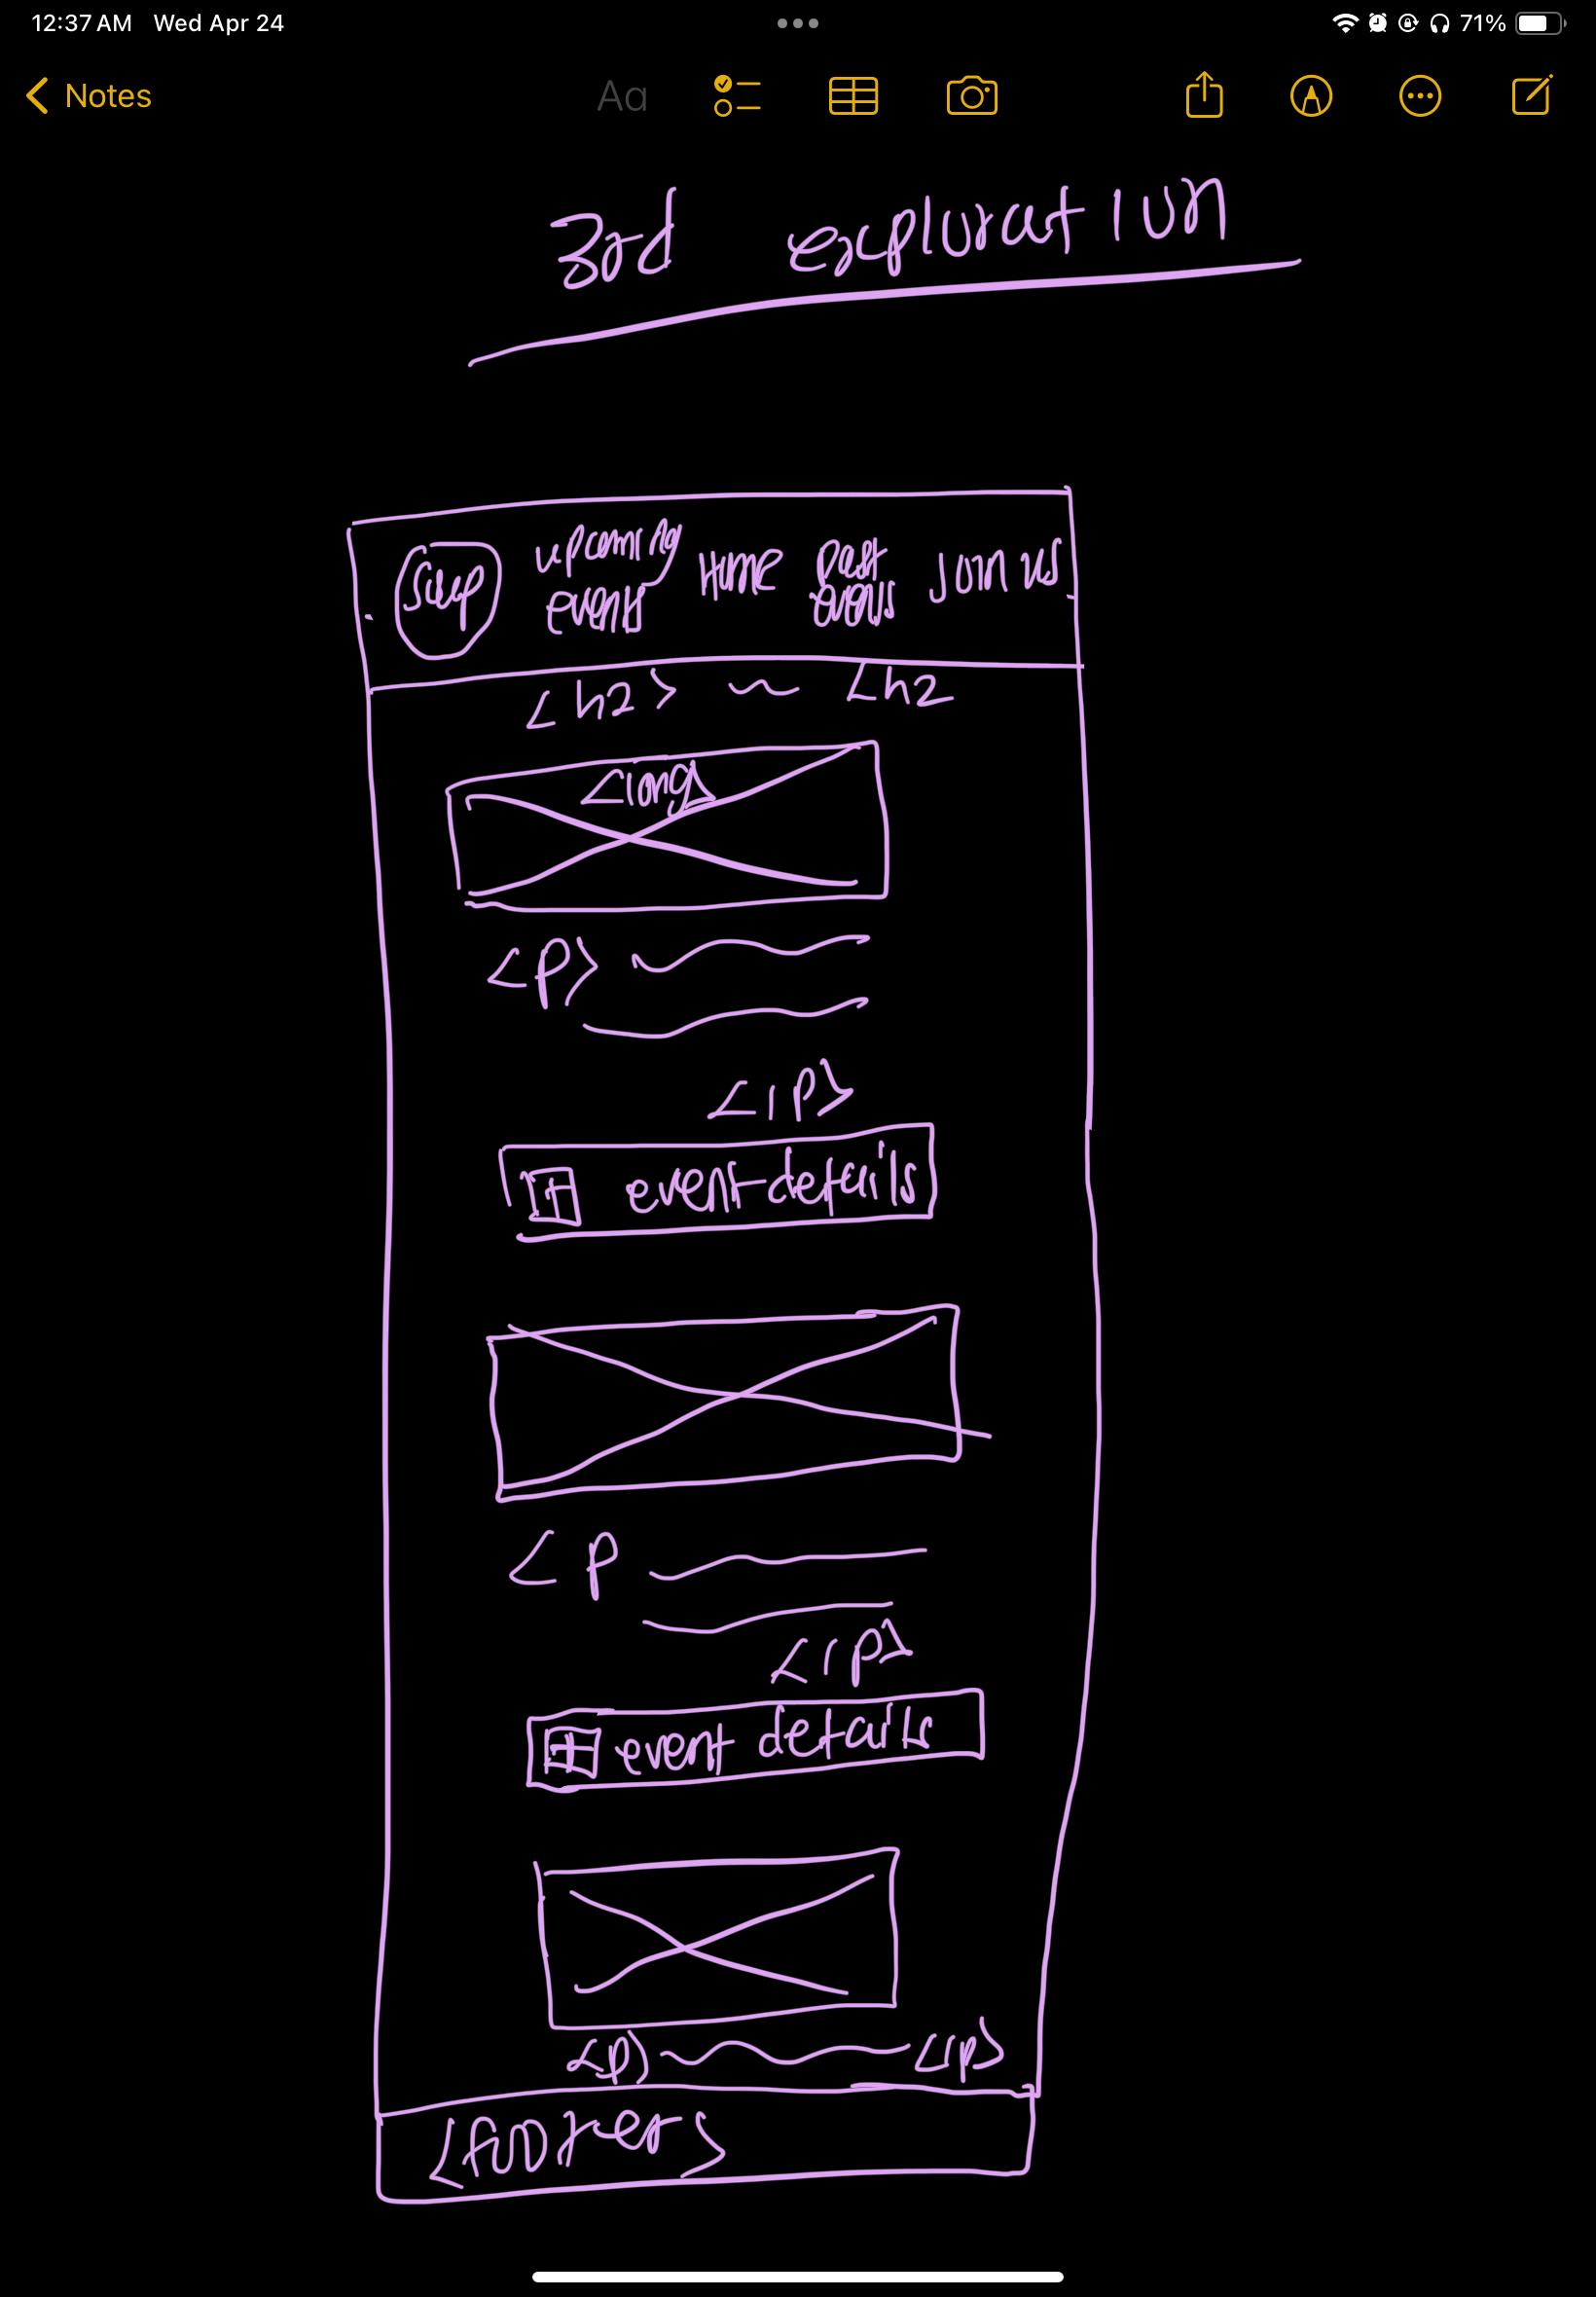 12:37 AM Wed Apr 24
71%
Notes
Aa
3rd exploration
upcoming events Home past events Join us
<h2> <h2
<img>
<p>
</p>
event details
<p
</p>
event details
<p> </p>
<footer>